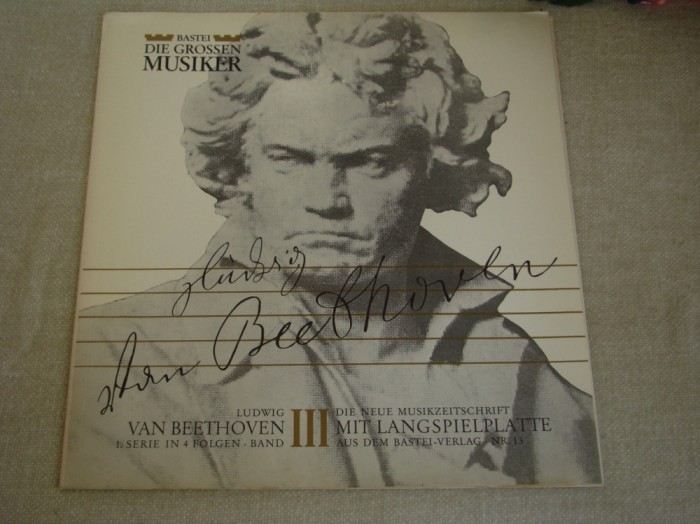 BASTEI
DIE GROSSEN
MUSIKER
Ludwig
Van Beethoven
LUDWIG
VAN BEETHOVEN
1. SERIE IN 4 FOLGEN · BAND
III
DIE NEUE MUSIKZEITSCHRIFT
MIT LANGSPIELPLATTE
AUS DEM BASTEI-VERLAG · NR. 13